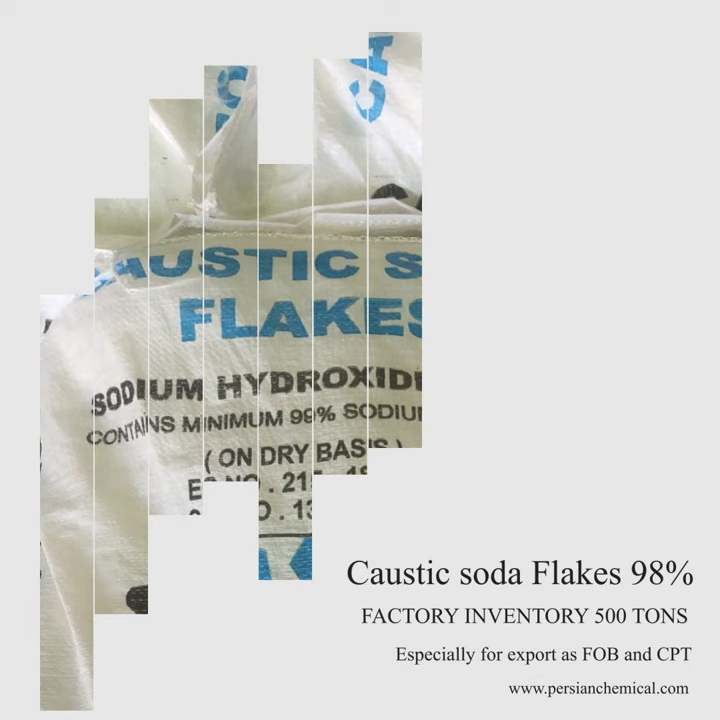 CA
AUSTIC S
FLAKES
SODIUM HYDROXIDE
CONTAINS MINIMUM 99% SODIUM
( ON DRY BASIS )
Caustic soda Flakes 98%
FACTORY INVENTORY 500 TONS
Especially for export as FOB and CPT
www.persianchemical.com